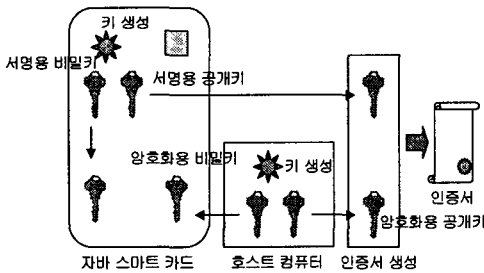 키 생성
서명용 비밀키
서명용 공개키
암호화용 비밀키
키 생성
인증서
암호화용 공개키
자바 스마트 카드
호스트 컴퓨터
인증서 생성